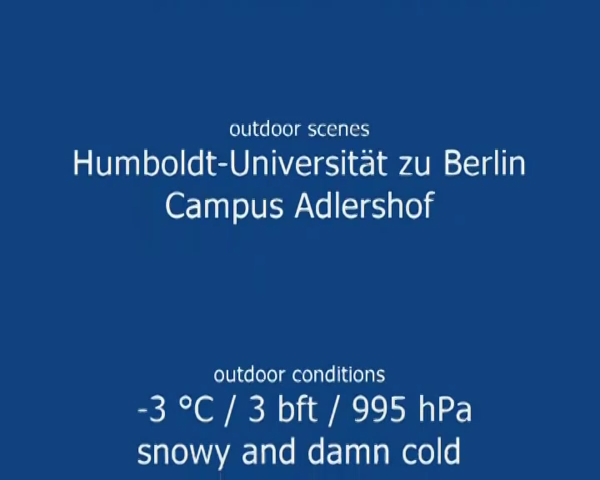 outdoor scenes
Humboldt-Universität zu Berlin
Campus Adlershof
outdoor conditions
-3 °C / 3 bft / 995 hPa
snowy and damn cold